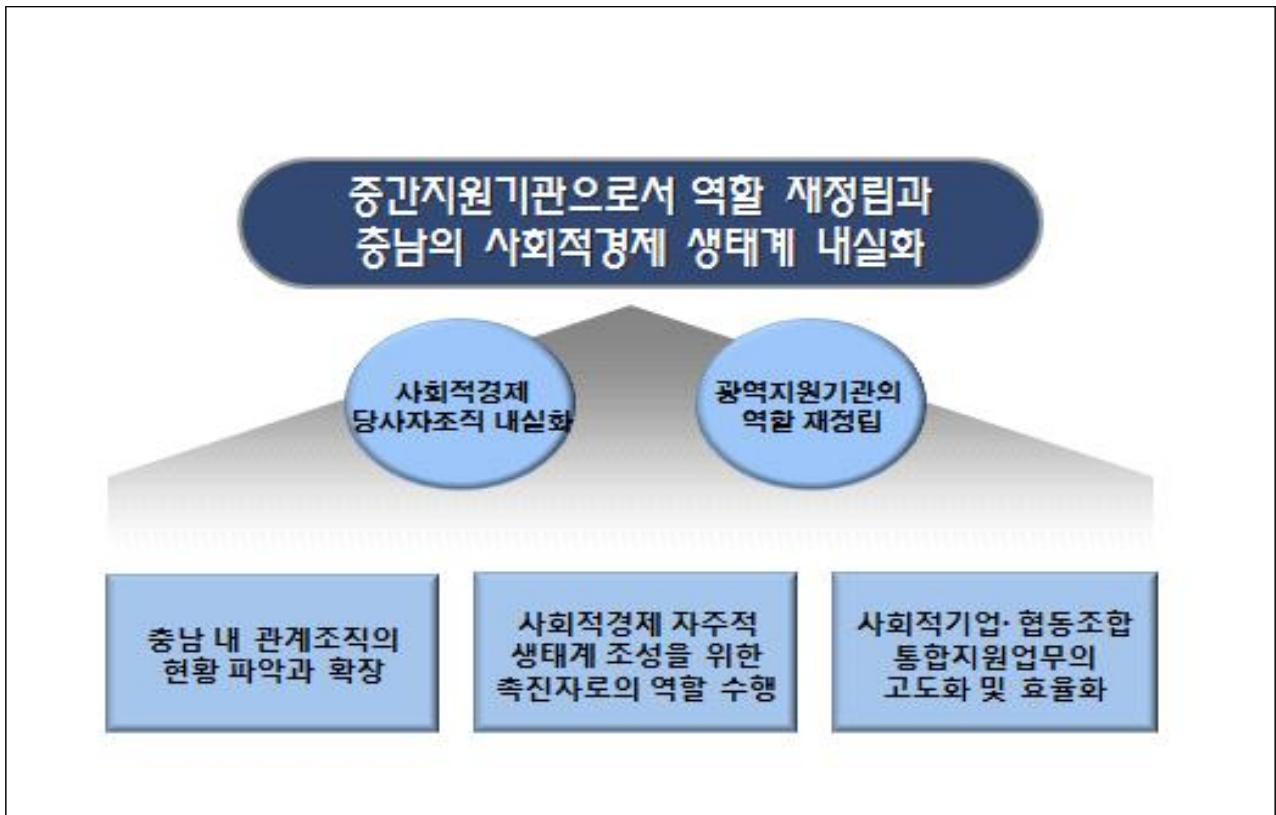 중간지원기관으로서 역할 재정립과
충남의 사회적경제 생태계 내실화
사회적경제
당사자조직 내실화
광역지원기관의
역할 재정립
충남 내 관계조직의
현황 파악과 확장
사회적경제 자주적
생태계 조성을 위한
촉진자로의 역할 수행
사회적기업·협동조합
통합지원업무의
고도화 및 효율화